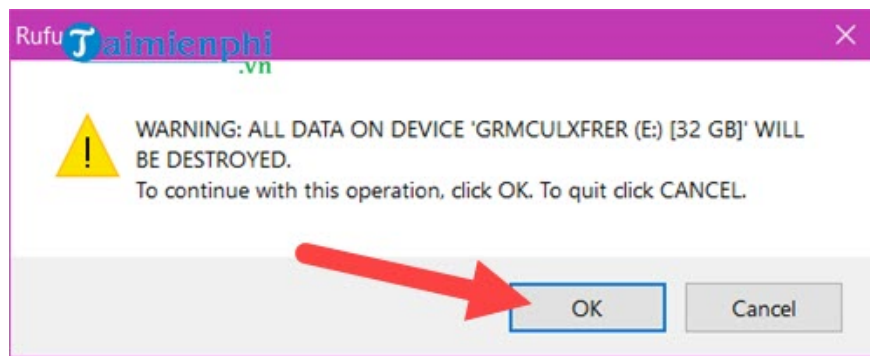 Rufu
Taimienphi
.vn
WARNING: ALL DATA ON DEVICE 'GRMCULXFRER (E:) [32 GB]' WILL
BE DESTROYED.
To continue with this operation, click OK. To quit click CANCEL.
OK
Cancel